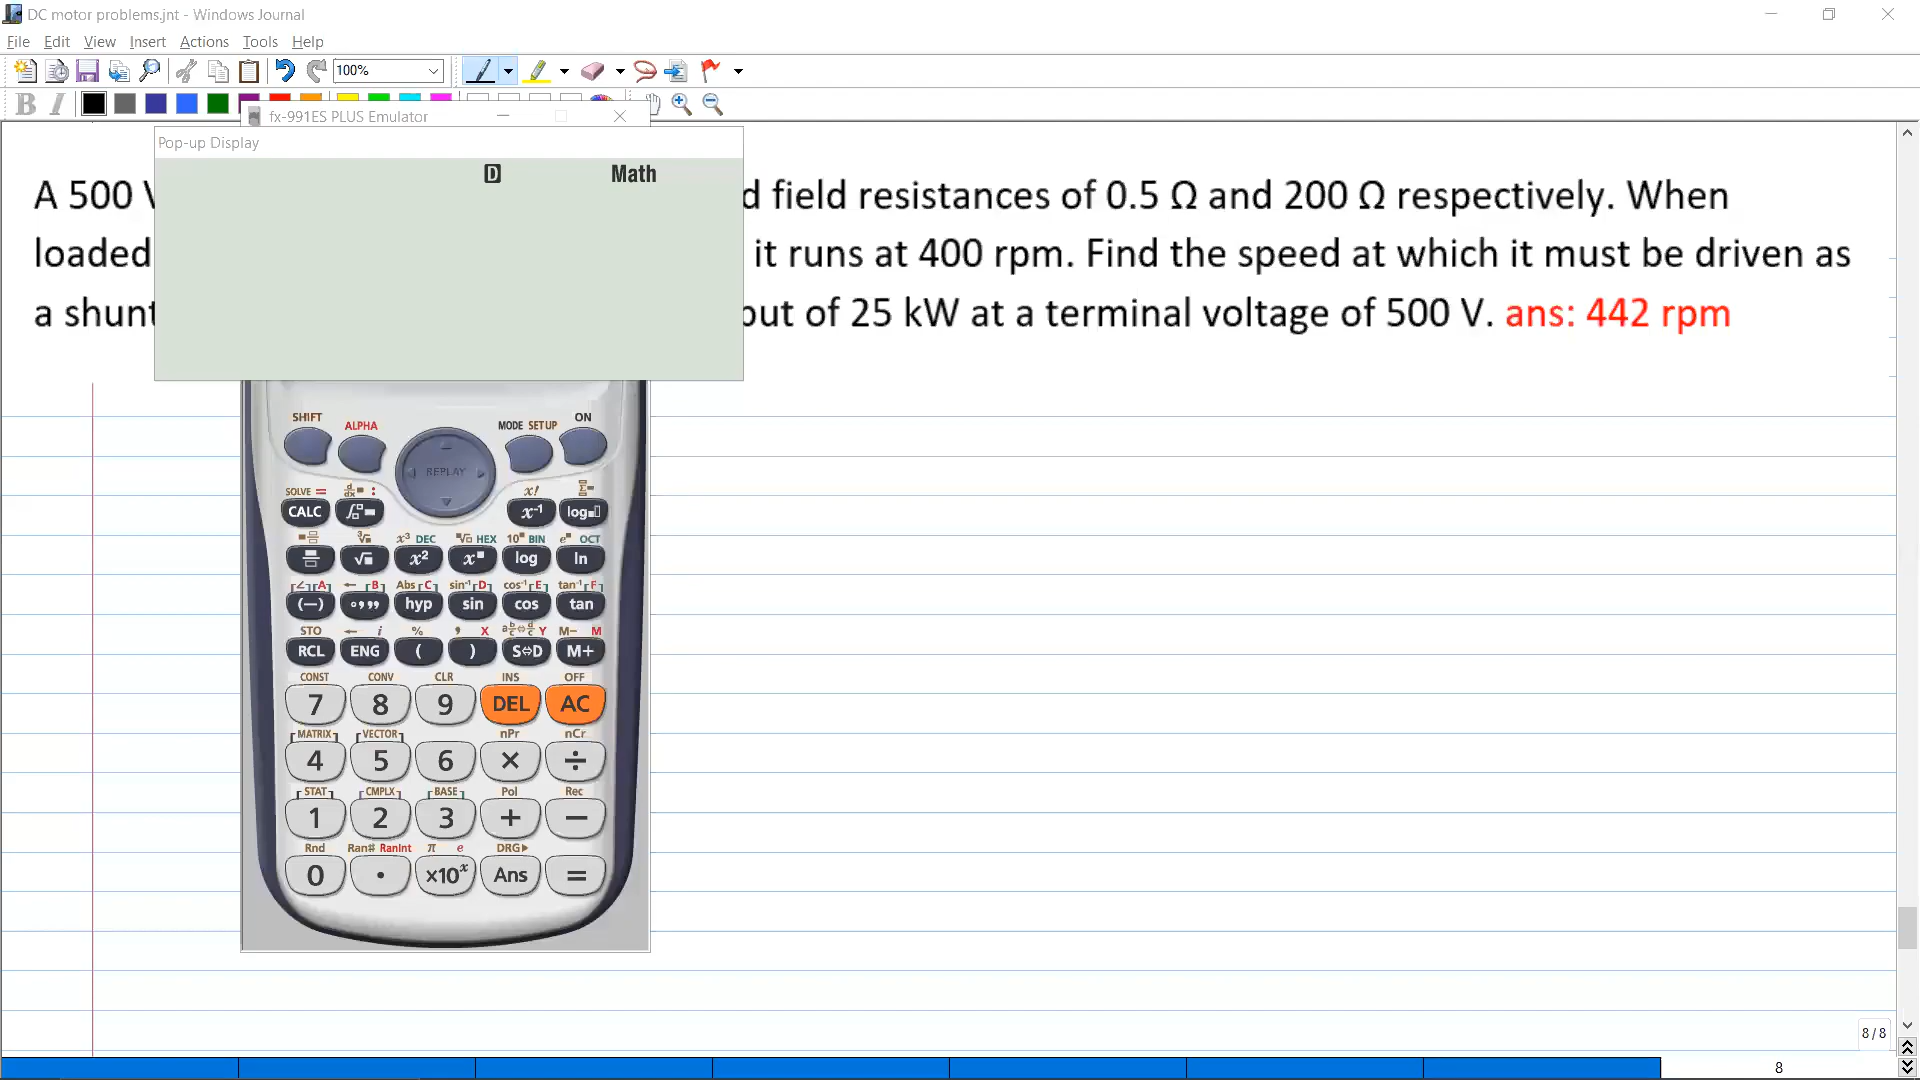 DC motor problems.jnt - Windows Journal
File Edit View Insert Actions Tools Help
100%
B I
fx-991ES PLUS Emulator
Pop-up Display
D Math
A 500 V field resistances of 0.5 Ω and 200 Ω respectively. When
loaded it runs at 400 rpm. Find the speed at which it must be driven as
a shunt of 25 kW at a terminal voltage of 500 V. ans: 442 rpm
SHIFT ALPHA MODE SETUP ON
REPLAY
SOLVE = d/dx : x! Σ
CALC ∫ x⁻¹ log
³√ x³ DEC √ HEX 10 BIN e OCT
√ x² x log ln
∠ A ← B Abs C sin⁻¹ D cos⁻¹ E tan⁻¹ F
(−) °,,, hyp sin cos tan
STO ← i % , X a b/c⇔d/c Y M− M
RCL ENG ( ) S⇔D M+
CONST CONV CLR INS OFF
7 8 9 DEL AC
MATRIX VECTOR nPr nCr
4 5 6 × ÷
STAT CMPLX BASE Pol Rec
1 2 3 + −
Rnd Ran# RanInt π e DRG▶
0 . ×10ˣ Ans =
8 / 8
8